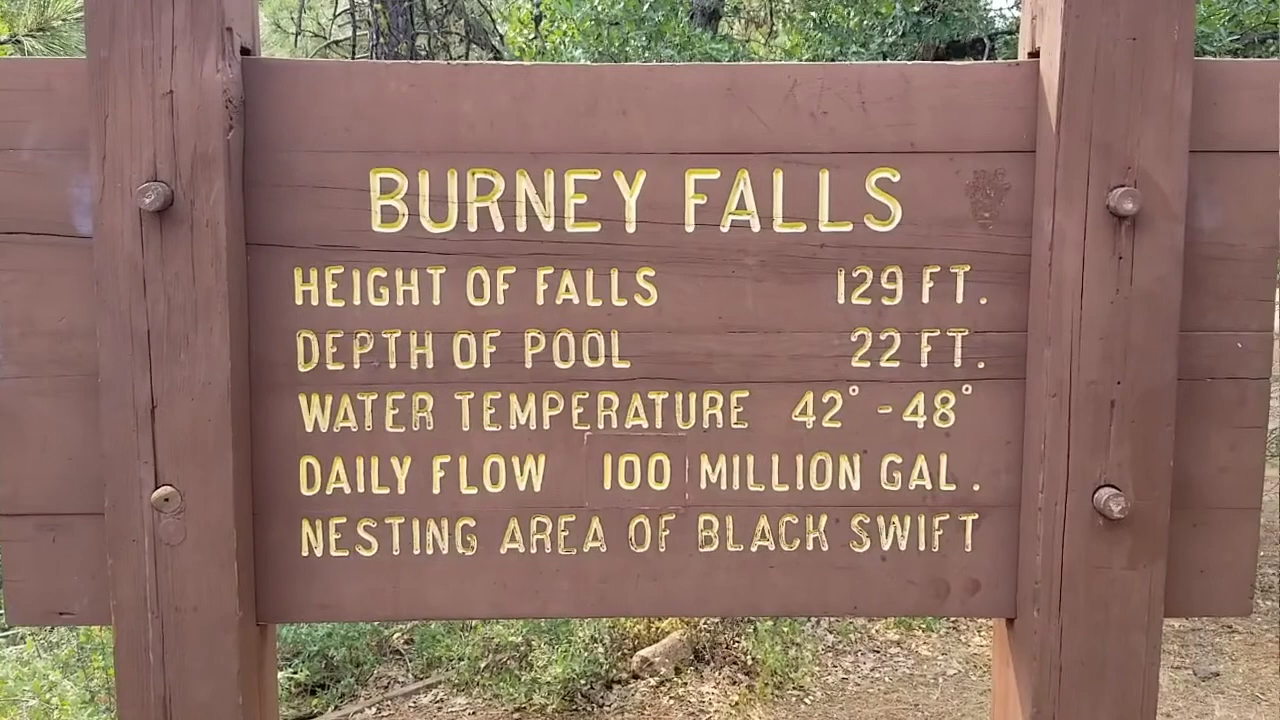 BURNEY FALLS
HEIGHT OF FALLS 129 FT.
DEPTH OF POOL 22 FT.
WATER TEMPERATURE 42° - 48°
DAILY FLOW 100 MILLION GAL.
NESTING AREA OF BLACK SWIFT